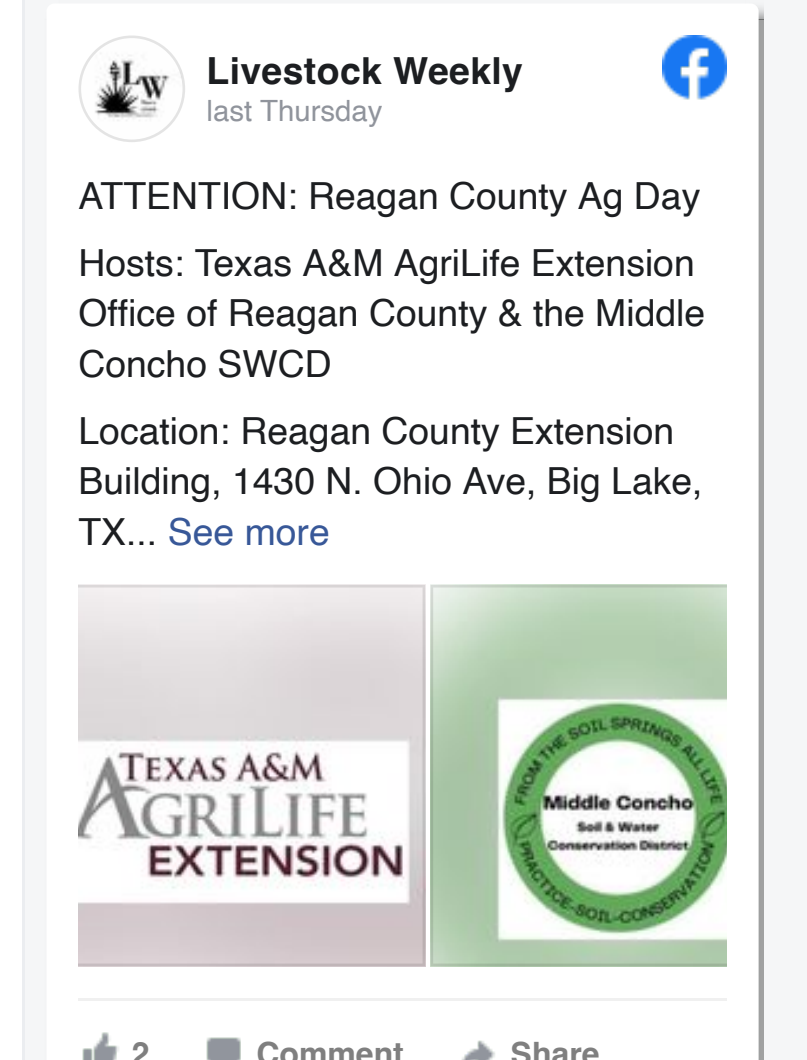 LW
Livestock Weekly
last Thursday
ATTENTION: Reagan County Ag Day
Hosts: Texas A&M AgriLife Extension
Office of Reagan County & the Middle
Concho SWCD
Location: Reagan County Extension
Building, 1430 N. Ohio Ave, Big Lake,
TX... See more
TEXAS A&M
AGRILIFE
EXTENSION
FROM THE SOIL SPRINGS ALL LIFE
Middle Concho
Soil & Water
Conservation District
PRACTICE-SOIL-CONSERVATION
2 Comment Share